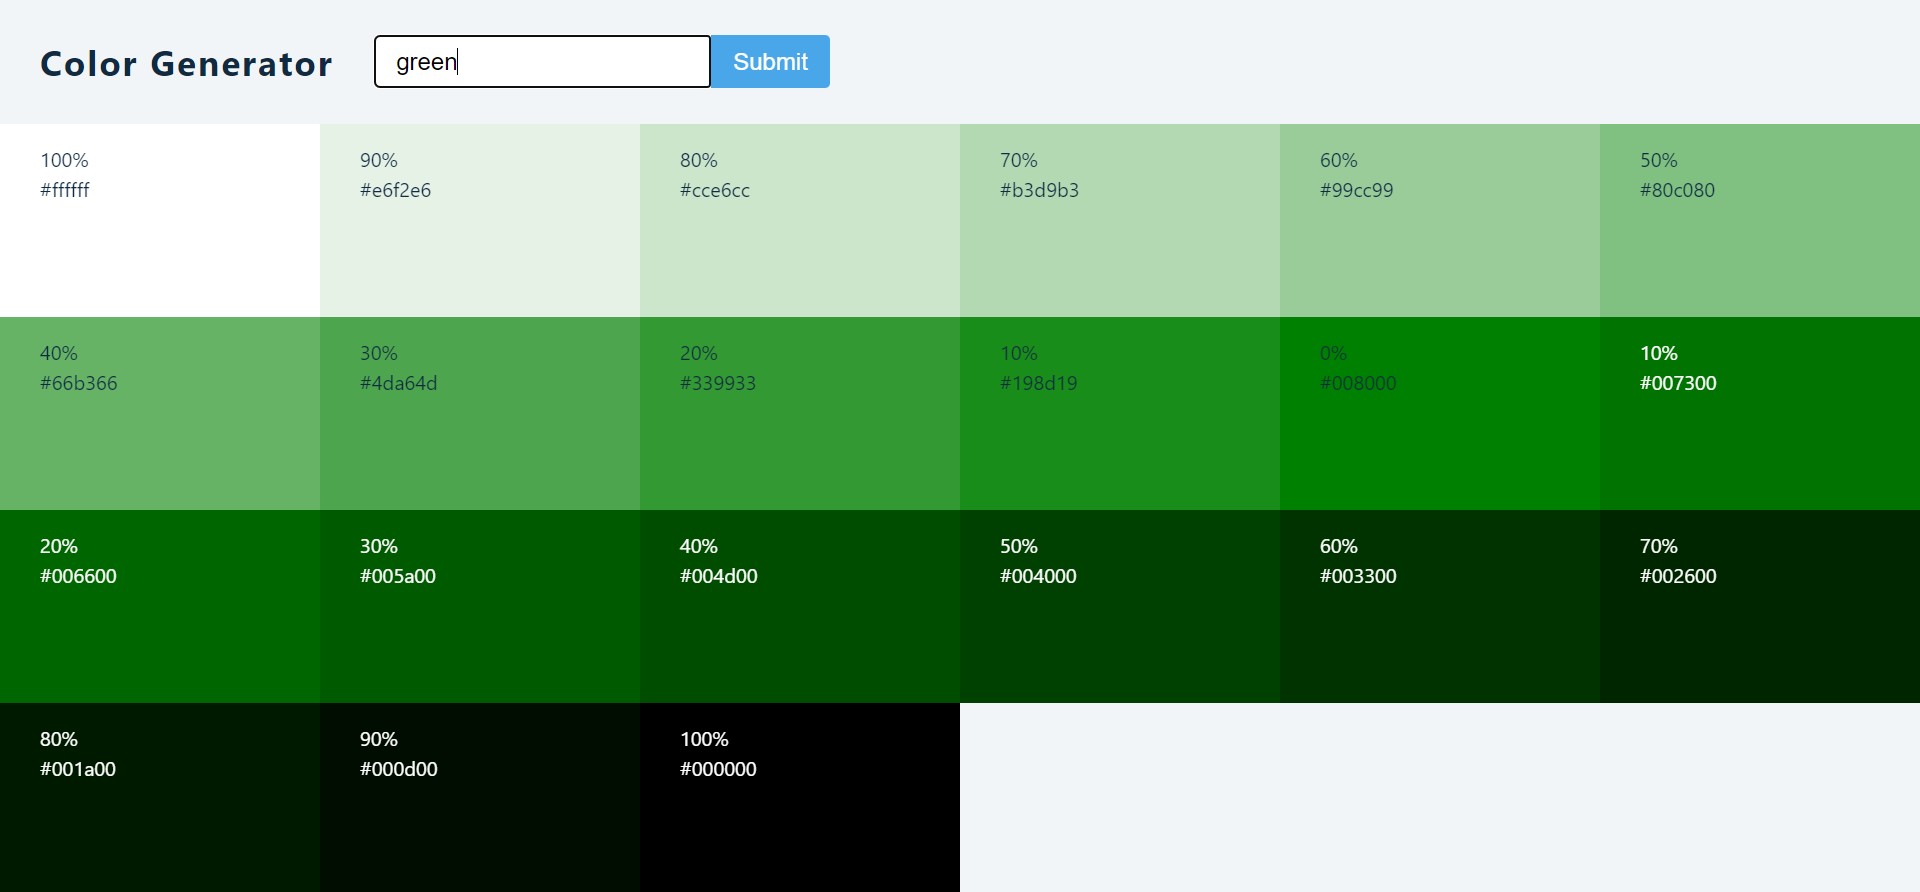 Color Generator
green
Submit
100%
#ffffff
90%
#e6f2e6
80%
#cce6cc
70%
#b3d9b3
60%
#99cc99
50%
#80c080
40%
#66b366
30%
#4da64d
20%
#339933
10%
#198d19
0%
#008000
10%
#007300
20%
#006600
30%
#005a00
40%
#004d00
50%
#004000
60%
#003300
70%
#002600
80%
#001a00
90%
#000d00
100%
#000000